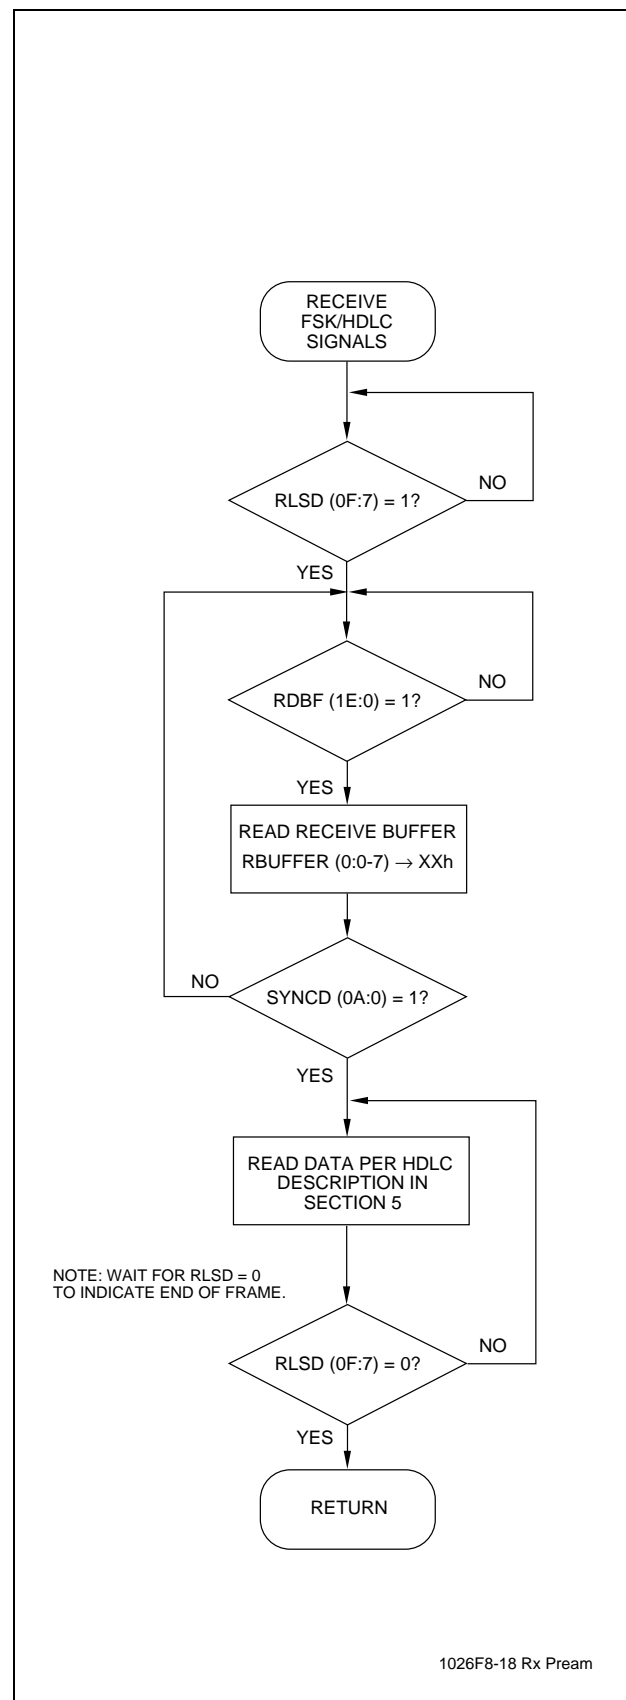 RECEIVE
FSK/HDLC
SIGNALS
RLSD (0F:7) = 1?
NO
YES
RDBF (1E:0) = 1?
NO
YES
READ RECEIVE BUFFER
RBUFFER (0:0-7) → XXh
NO
SYNCD (0A:0) = 1?
YES
READ DATA PER HDLC
DESCRIPTION IN
SECTION 5
NOTE: WAIT FOR RLSD = 0
TO INDICATE END OF FRAME.
RLSD (0F:7) = 0?
NO
YES
RETURN
1026F8-18 Rx Pream